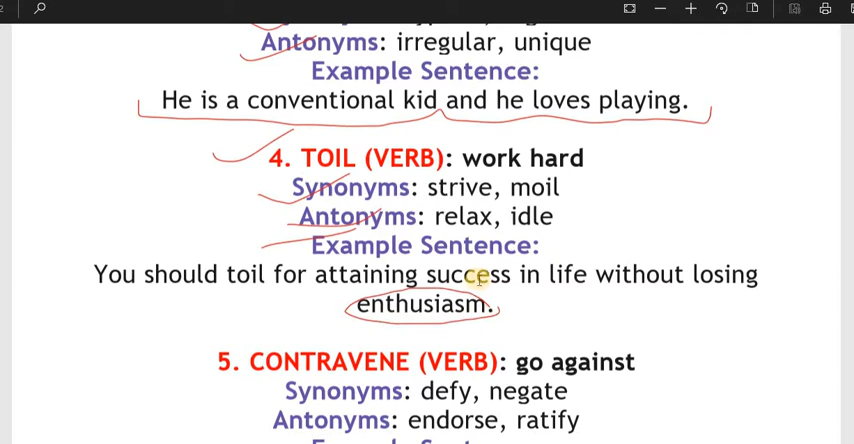 Antonyms: irregular, unique
Example Sentence:
He is a conventional kid and he loves playing.
4. TOIL (VERB): work hard
Synonyms: strive, moil
Antonyms: relax, idle
Example Sentence:
You should toil for attaining success in life without losing
enthusiasm.
5. CONTRAVENE (VERB): go against
Synonyms: defy, negate
Antonyms: endorse, ratify